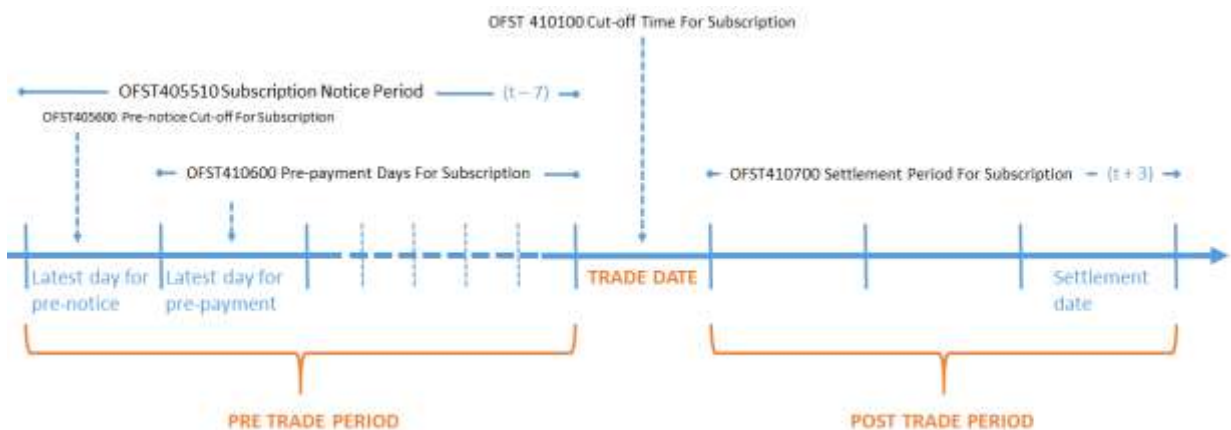 OFST 410100 Cut-off Time For Subscription
OFST405510 Subscription Notice Period (t – 7)
OFST405600 Pre-notice Cut-off For Subscription
OFST410600 Pre-payment Days For Subscription
OFST410700 Settlement Period For Subscription (t + 3)
Latest day for
pre-notice
Latest day for
pre-payment
TRADE DATE
Settlement
date
PRE TRADE PERIOD
POST TRADE PERIOD